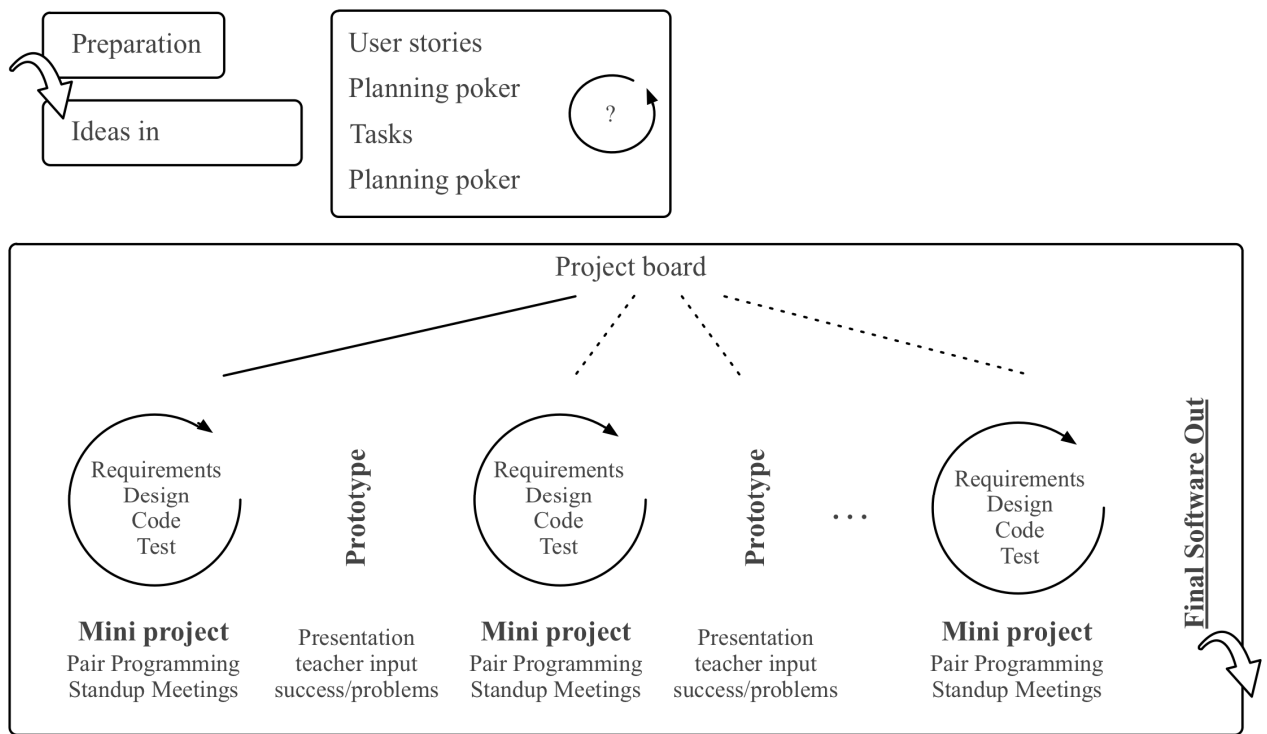 Preparation
Ideas in
User stories
Planning poker
?
Tasks
Planning poker
Project board
Requirements
Design
Code
Test
Mini project
Pair Programming
Standup Meetings
Prototype
Presentation
teacher input
success/problems
Requirements
Design
Code
Test
Mini project
Pair Programming
Standup Meetings
Prototype
Presentation
teacher input
success/problems
...
Requirements
Design
Code
Test
Mini project
Pair Programming
Standup Meetings
Final Software Out